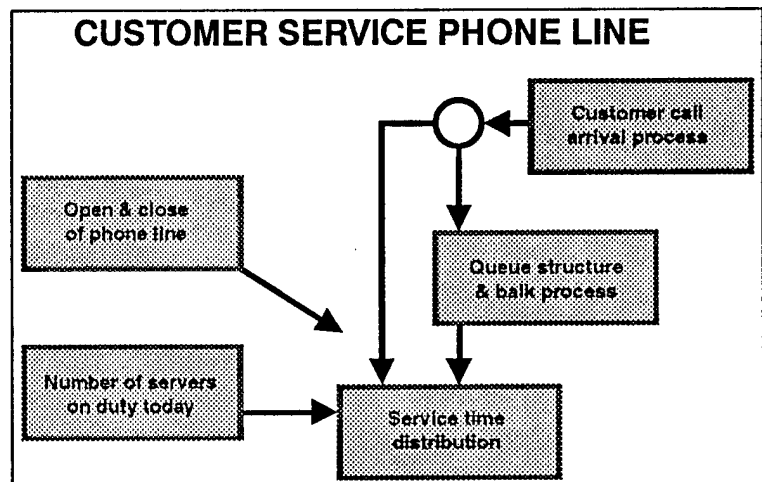 CUSTOMER SERVICE PHONE LINE
Customer call
arrival process
Open & close
of phone line
Queue structure
& balk process
Number of servers
on duty today
Service time
distribution